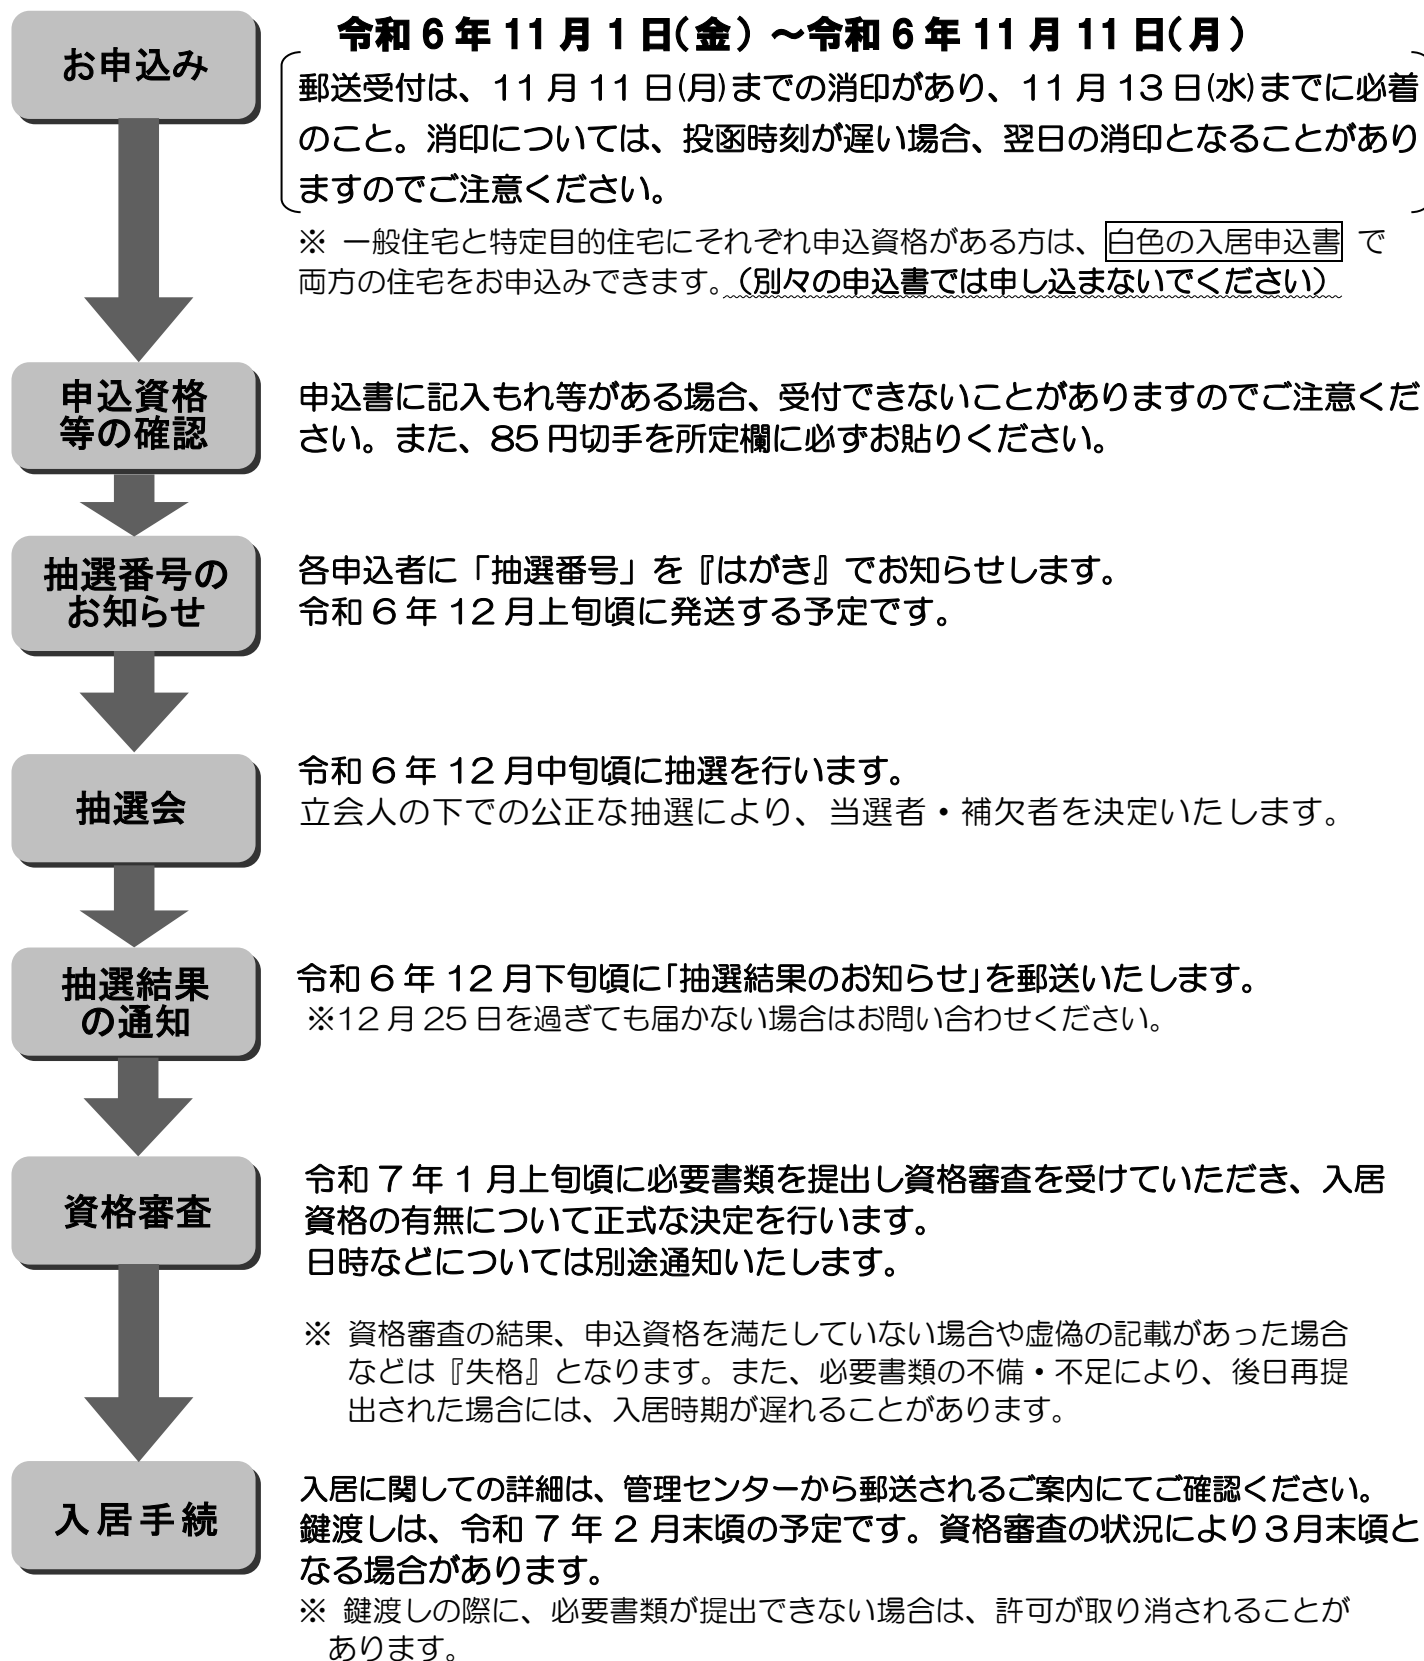 お申込み
令和6年11月1日(金)~令和6年11月11日(月)
郵送受付は、11月11日(月)までの消印があり、11月13日(水)までに必着
のこと。消印については、投函時刻が遅い場合、翌日の消印となることがあり
ますのでご注意ください。
※ 一般住宅と特定目的住宅にそれぞれ申込資格がある方は、白色の入居申込書 で
両方の住宅をお申込みできます。(別々の申込書では申し込まないでください)
申込資格
等の確認
申込書に記入もれ等がある場合、受付できないことがありますのでご注意くだ
さい。また、85円切手を所定欄に必ずお貼りください。
抽選番号の
お知らせ
各申込者に「抽選番号」を『はがき』でお知らせします。
令和6年12月上旬頃に発送する予定です。
抽選会
令和6年12月中旬頃に抽選を行います。
立会人の下での公正な抽選により、当選者・補欠者を決定いたします。
抽選結果
の通知
令和6年12月下旬頃に「抽選結果のお知らせ」を郵送いたします。
※12月25日を過ぎても届かない場合はお問い合わせください。
資格審査
令和7年1月上旬頃に必要書類を提出し資格審査を受けていただき、入居
資格の有無について正式な決定を行います。
日時などについては別途通知いたします。
※ 資格審査の結果、申込資格を満たしていない場合や虚偽の記載があった場合
などは『失格』となります。また、必要書類の不備・不足により、後日再提
出された場合には、入居時期が遅れることがあります。
入居手続
入居に関しての詳細は、管理センターから郵送されるご案内にてご確認ください。
鍵渡しは、令和7年2月末頃の予定です。資格審査の状況により3月末頃と
なる場合があります。
※ 鍵渡しの際に、必要書類が提出できない場合は、許可が取り消されることが
あります。